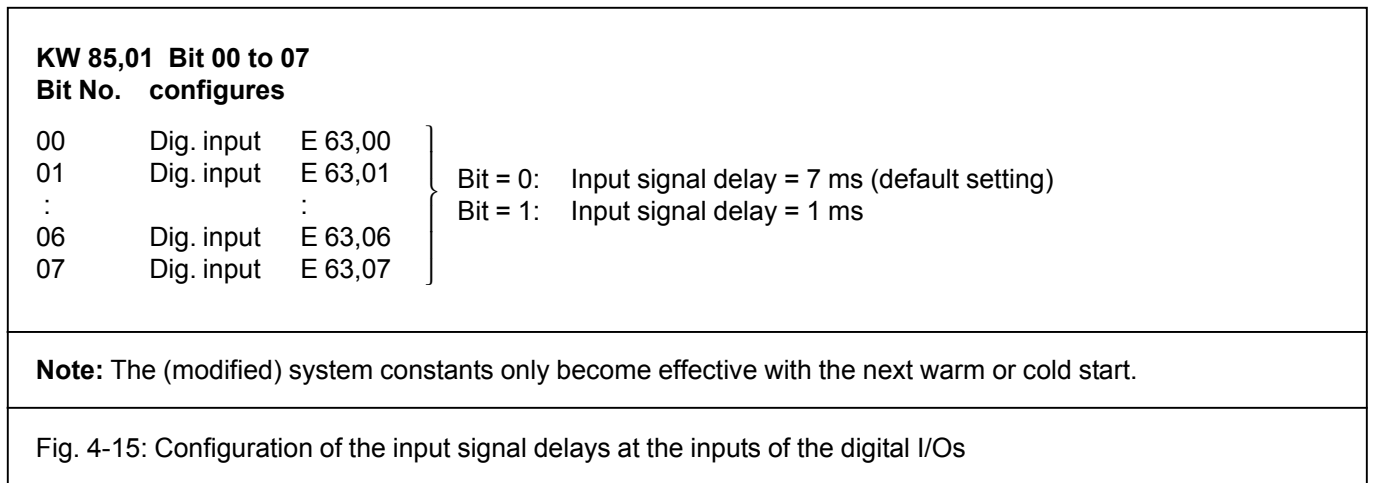 KW 85,01 Bit 00 to 07
Bit No. configures
00 Dig. input E 63,00
01 Dig. input E 63,01
: :
06 Dig. input E 63,06
07 Dig. input E 63,07
Bit = 0: Input signal delay = 7 ms (default setting)
Bit = 1: Input signal delay = 1 ms
Note: The (modified) system constants only become effective with the next warm or cold start.
Fig. 4-15: Configuration of the input signal delays at the inputs of the digital I/Os